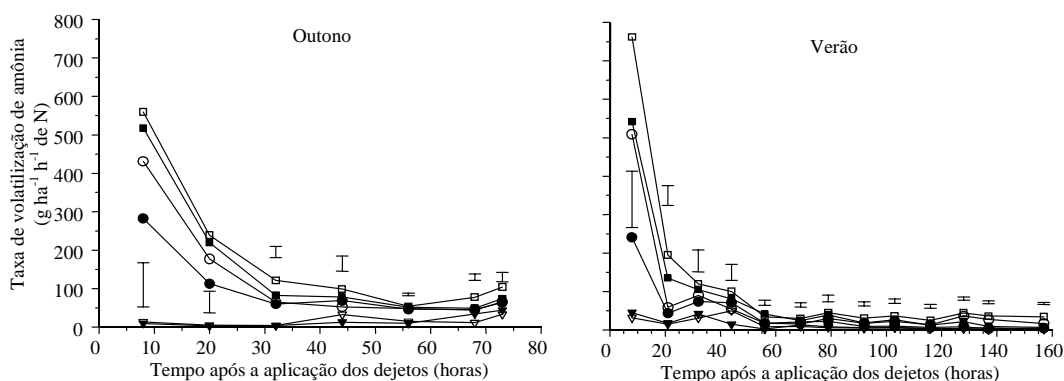 Taxa de volatilização de amônia
(g ha⁻¹ h⁻¹ de N)
800
700
600
500
400
300
200
100
0
Outono
0 10 20 30 40 50 60 70 80
Tempo após a aplicação dos dejetos (horas)
Verão
0 20 40 60 80 100 120 140 160
Tempo após a aplicação dos dejetos (horas)